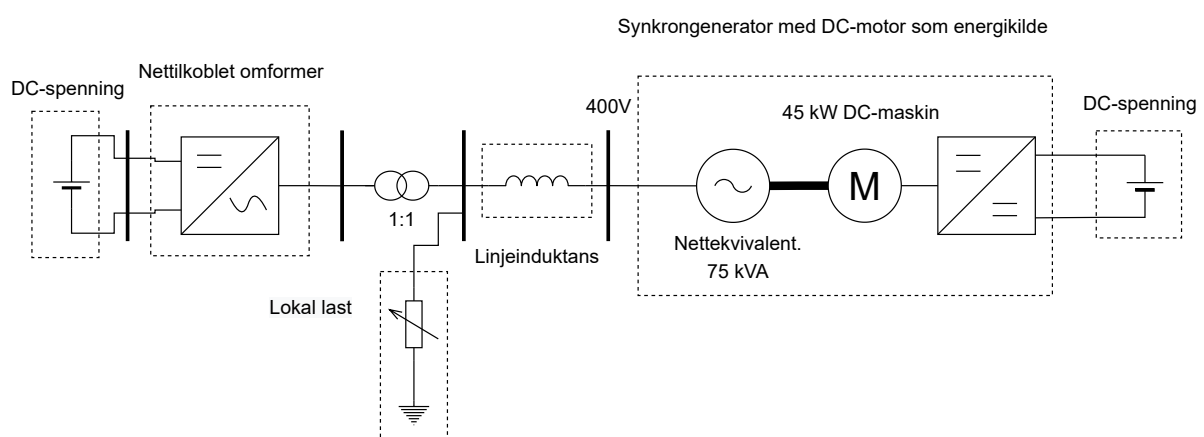 Synkrongenerator med DC-motor som energikilde
Nettilkoblet omformer
DC-spenning
400V
45 kW DC-maskin
DC-spenning
M
1:1
Nettekvivalent.
75 kVA
Linjeinduktans
Lokal last